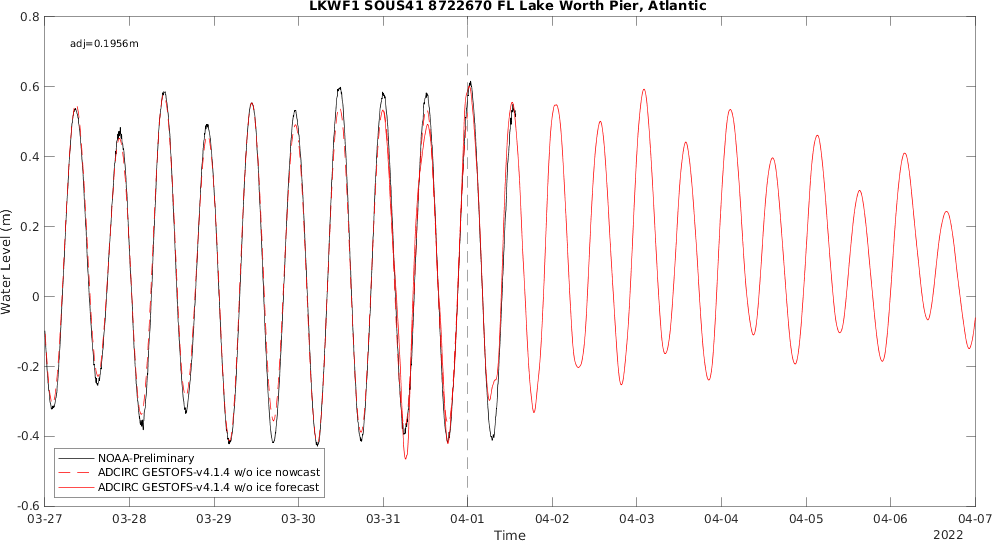 LKWF1 SOUS41 8722670 FL Lake Worth Pier, Atlantic
0.8
adj=0.1956m
0.6
0.4
0.2
0
-0.2
-0.4
-0.6
Water Level (m)
NOAA-Preliminary
ADCIRC GESTOFS-v4.1.4 w/o ice nowcast
ADCIRC GESTOFS-v4.1.4 w/o ice forecast
03-27 03-28 03-29 03-30 03-31 04-01 04-02 04-03 04-04 04-05 04-06 04-07
Time
2022